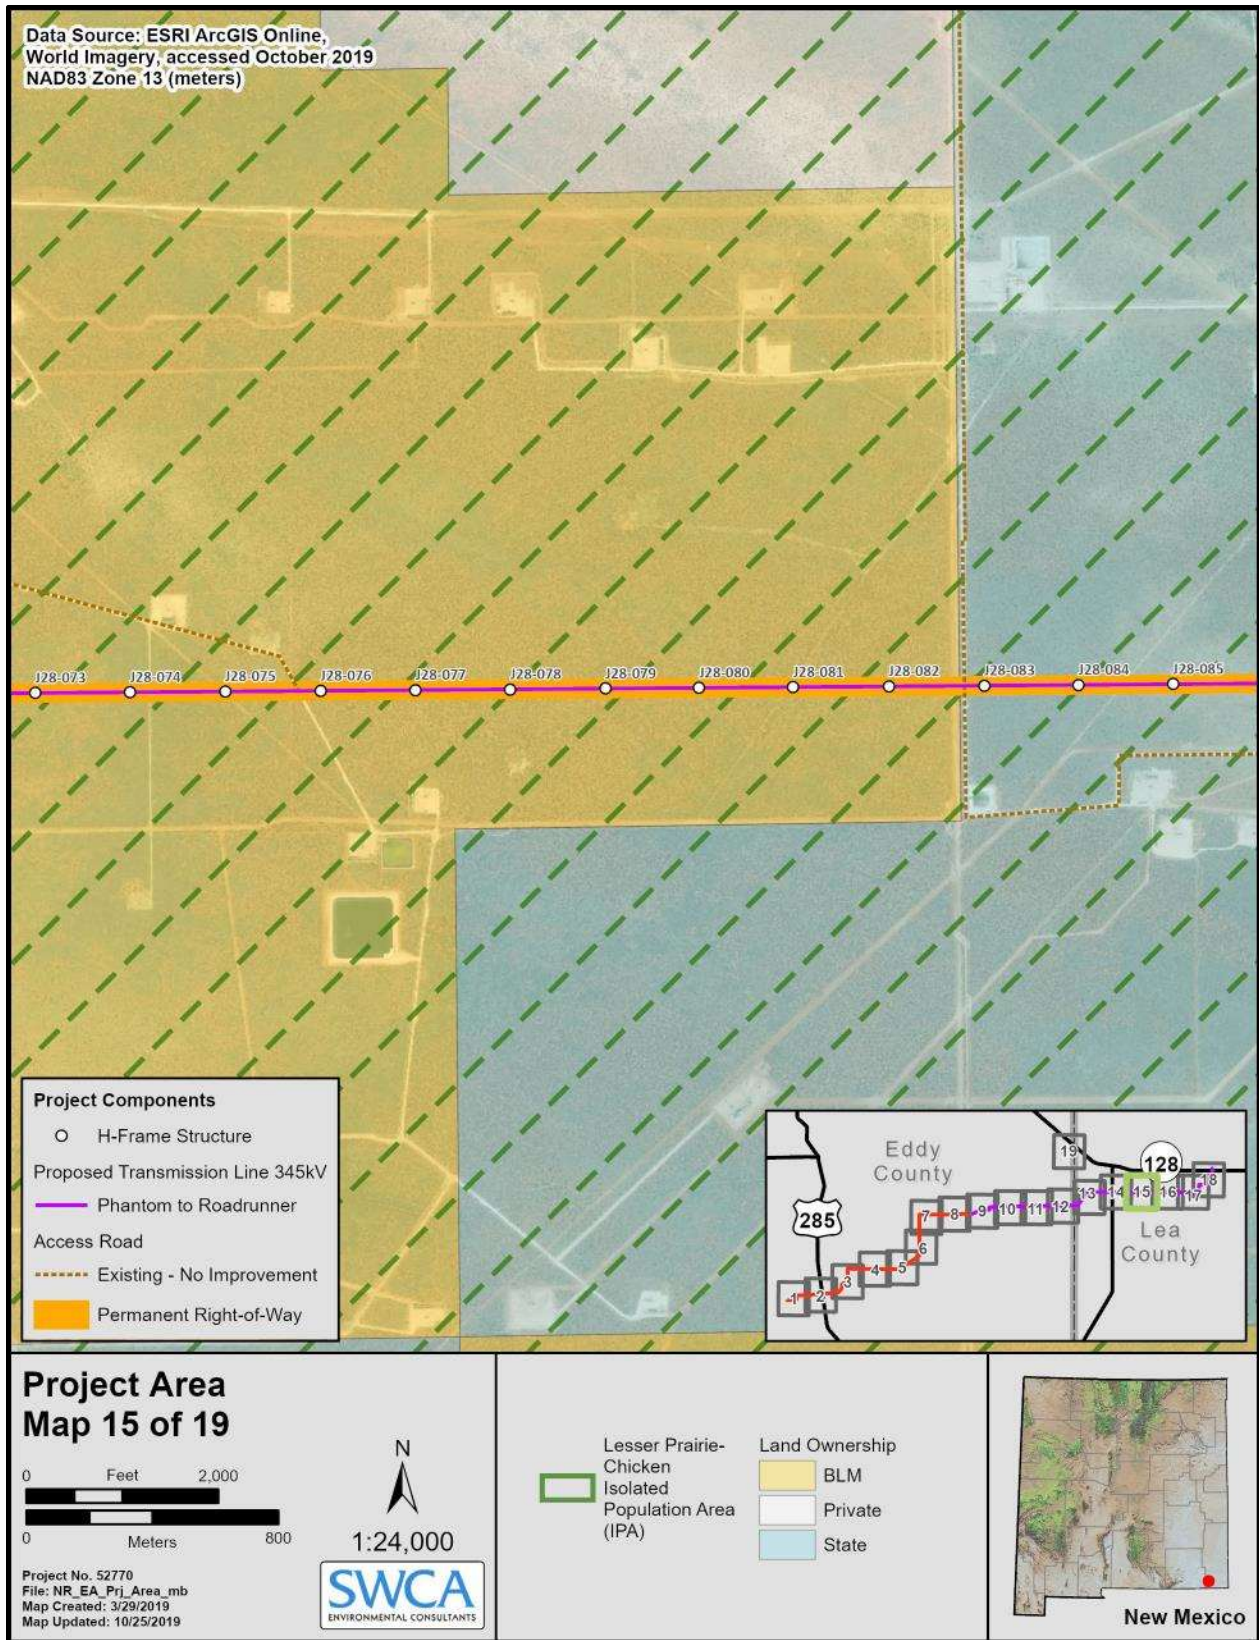 Data Source: ESRI ArcGIS Online,
World Imagery, accessed October 2019
NAD83 Zone 13 (meters)
J28-073
J28-074
J28-075
J28-076
J28-077
J28-078
J28-079
J28-080
J28-081
J28-082
J28-083
J28-084
J28-085
Project Components
H-Frame Structure
Proposed Transmission Line 345kV
Phantom to Roadrunner
Access Road
Existing - No Improvement
Permanent Right-of-Way
Eddy
County
285
128
Lea
County
1
2
3
4
5
6
7
8
9
10
11
12
13
14
15
16
17
18
19
Project Area
Map 15 of 19
0 Feet 2,000
0 Meters 800
Project No. 52770
File: NR_EA_Prj_Area_mb
Map Created: 3/29/2019
Map Updated: 10/25/2019
N
1:24,000
SWCA
ENVIRONMENTAL CONSULTANTS
Lesser Prairie-
Chicken
Isolated
Population Area
(IPA)
Land Ownership
BLM
Private
State
New Mexico